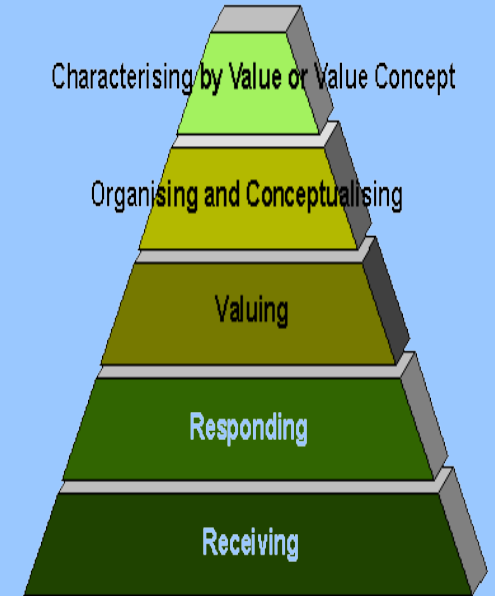 Characterising by Value or Value Concept
Organising and Conceptualising
Valuing
Responding
Receiving